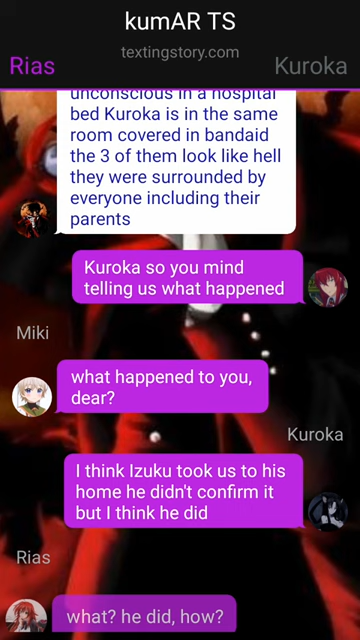 kumAR TS
textingstory.com
Rias
Kuroka
unconscious in a hospital
bed Kuroka is in the same
room covered in bandaid
the 3 of them look like hell
they were surrounded by
everyone including their
parents
Kuroka so you mind
telling us what happened
Miki
what happened to you,
dear?
Kuroka
I think Izuku took us to his
home he didn't confirm it
but I think he did
Rias
what? he did, how?